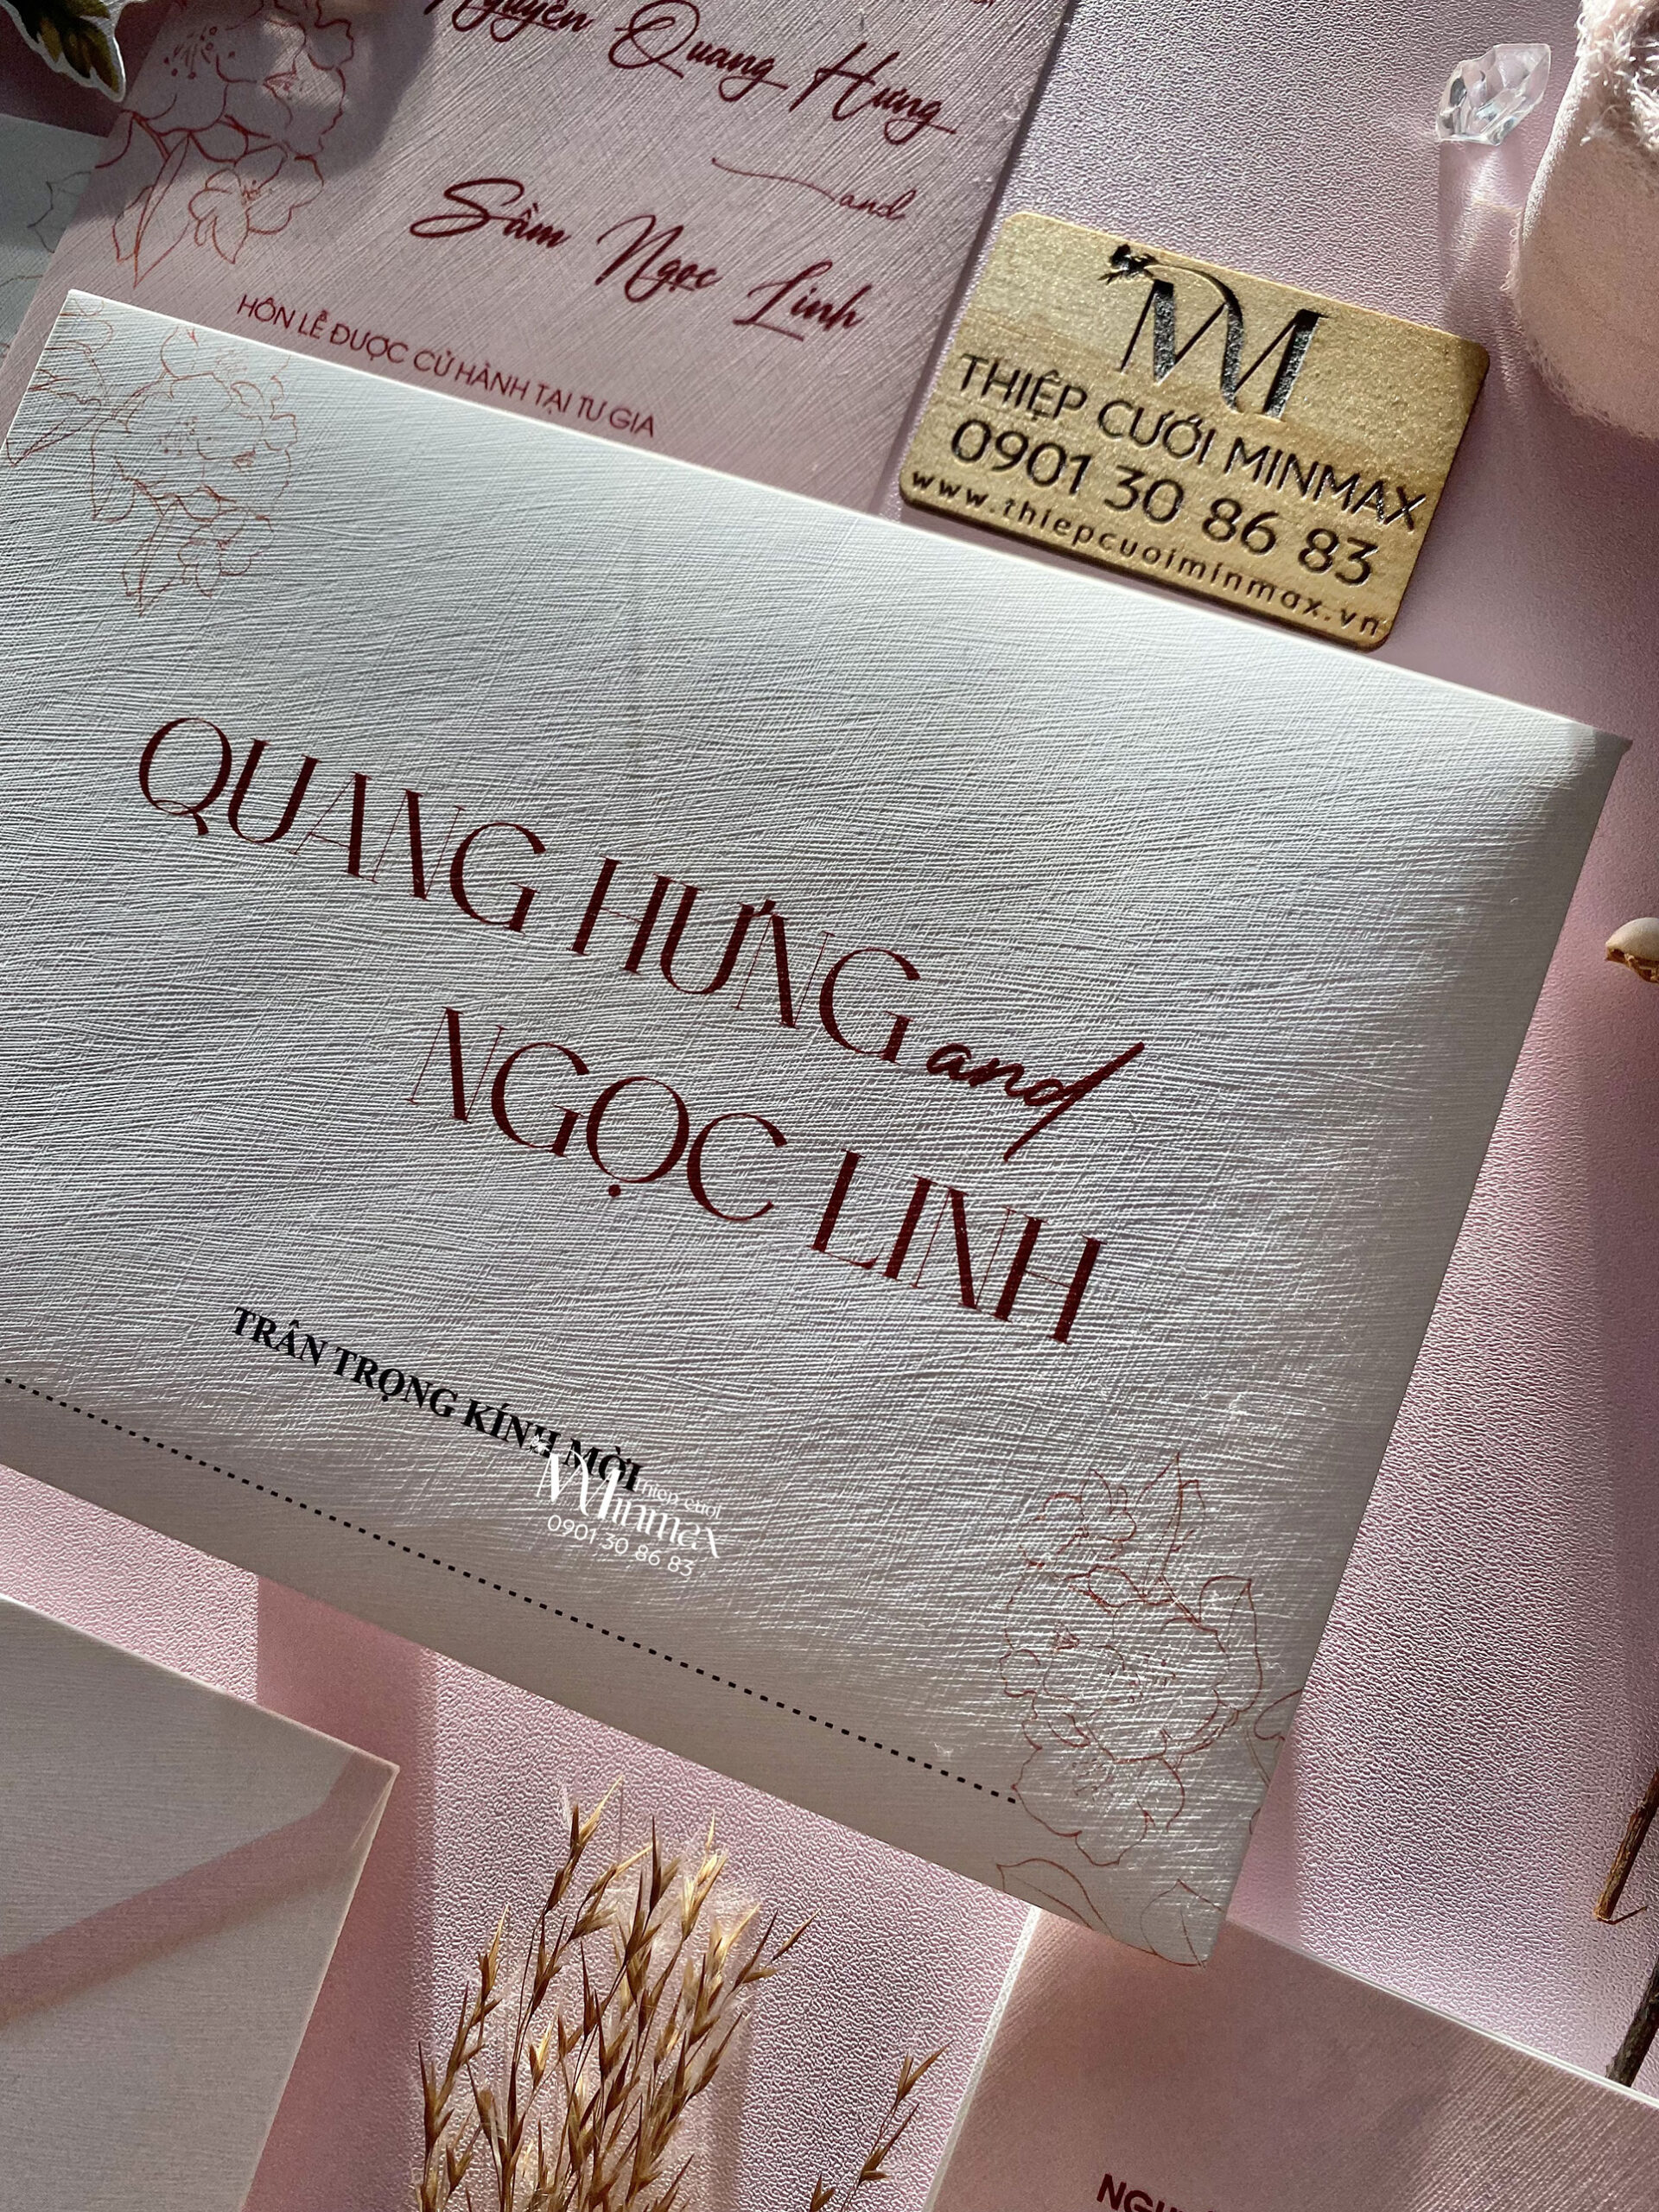 Nguyễn Quang Hưng
and
Sầm Ngọc Linh
HÔN LỄ ĐƯỢC CỬ HÀNH TẠI TƯ GIA
THIỆP CƯỚI MINMAX
0901 30 86 83
www.thiepcuoiminmax.vn
QUANG HƯNG and
NGỌC LINH
TRÂN TRỌNG KÍNH MỜI
Thiệp cưới
Minmax
0901 30 86 83